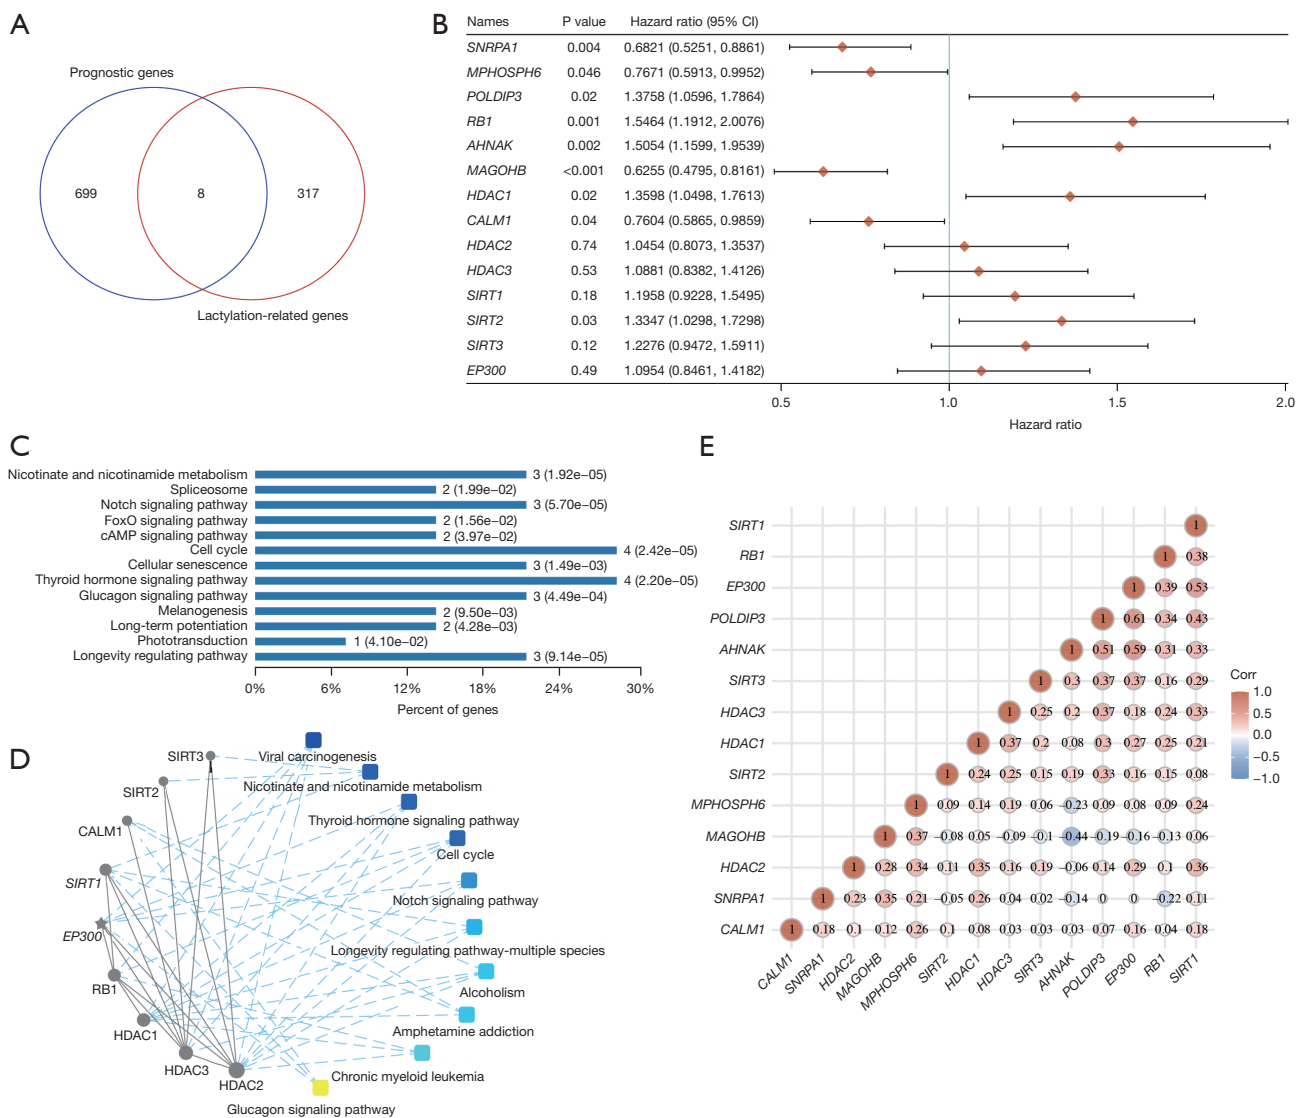 A
Prognostic genes
699
8
317
Lactylation-related genes
B
Names P value Hazard ratio (95% CI)
SNRPA1 0.004 0.6821 (0.5251, 0.8861)
MPHOSPH6 0.046 0.7671 (0.5913, 0.9952)
POLDIP3 0.02 1.3758 (1.0596, 1.7864)
RB1 0.001 1.5464 (1.1912, 2.0076)
AHNAK 0.002 1.5054 (1.1599, 1.9539)
MAGOHB <0.001 0.6255 (0.4795, 0.8161)
HDAC1 0.02 1.3598 (1.0498, 1.7613)
CALM1 0.04 0.7604 (0.5865, 0.9859)
HDAC2 0.74 1.0454 (0.8073, 1.3537)
HDAC3 0.53 1.0881 (0.8382, 1.4126)
SIRT1 0.18 1.1958 (0.9228, 1.5495)
SIRT2 0.03 1.3347 (1.0298, 1.7298)
SIRT3 0.12 1.2276 (0.9472, 1.5911)
EP300 0.49 1.0954 (0.8461, 1.4182)
0.5 1.0 1.5 2.0
Hazard ratio
C
Nicotinate and nicotinamide metabolism 3 (1.92e−05)
Spliceosome 2 (1.99e−02)
Notch signaling pathway 3 (5.70e−05)
FoxO signaling pathway 2 (1.56e−02)
cAMP signaling pathway 2 (3.97e−02)
Cell cycle 4 (2.42e−05)
Cellular senescence 3 (1.49e−03)
Thyroid hormone signaling pathway 4 (2.20e−05)
Glucagon signaling pathway 3 (4.49e−04)
Melanogenesis 2 (9.50e−03)
Long-term potentiation 2 (4.28e−03)
Phototransduction 1 (4.10e−02)
Longevity regulating pathway 3 (9.14e−05)
0% 6% 12% 18% 24% 30%
Percent of genes
D
SIRT3
SIRT2
CALM1
SIRT1
EP300
RB1
HDAC1
HDAC3
HDAC2
Viral carcinogenesis
Nicotinate and nicotinamide metabolism
Thyroid hormone signaling pathway
Cell cycle
Notch signaling pathway
Longevity regulating pathway-multiple species
Alcoholism
Amphetamine addiction
Chronic myeloid leukemia
Glucagon signaling pathway
E
SIRT1 1
RB1 1 0.38
EP300 1 0.39 0.53
POLDIP3 1 0.61 0.34 0.43
AHNAK 1 0.51 0.59 0.31 0.33
SIRT3 1 0.3 0.37 0.37 0.16 0.29
HDAC3 1 0.25 0.2 0.37 0.18 0.24 0.33
HDAC1 1 0.37 0.2 0.08 0.3 0.27 0.25 0.21
SIRT2 1 0.24 0.25 0.15 0.19 0.33 0.16 0.15 0.08
MPHOSPH6 1 0.09 0.14 0.19 0.06 −0.23 0.09 0.08 0.09 0.24
MAGOHB 1 0.37 −0.08 0.05 −0.09 −0.1 −0.44 −0.19 −0.16 −0.13 0.06
HDAC2 1 0.28 0.34 0.11 0.35 0.16 0.19 −0.06 0.14 0.29 0.1 0.36
SNRPA1 1 0.23 0.35 0.21 −0.05 0.26 0.04 0.02 −0.14 0 0 −0.22 0.11
CALM1 1 0.18 0.1 0.12 0.26 0.1 0.08 0.03 0.03 0.03 0.07 0.16 0.04 0.18
CALM1 SNRPA1 HDAC2 MAGOHB MPHOSPH6 SIRT2 HDAC1 HDAC3 SIRT3 AHNAK POLDIP3 EP300 RB1 SIRT1
Corr
1.0
0.5
0.0
−0.5
−1.0